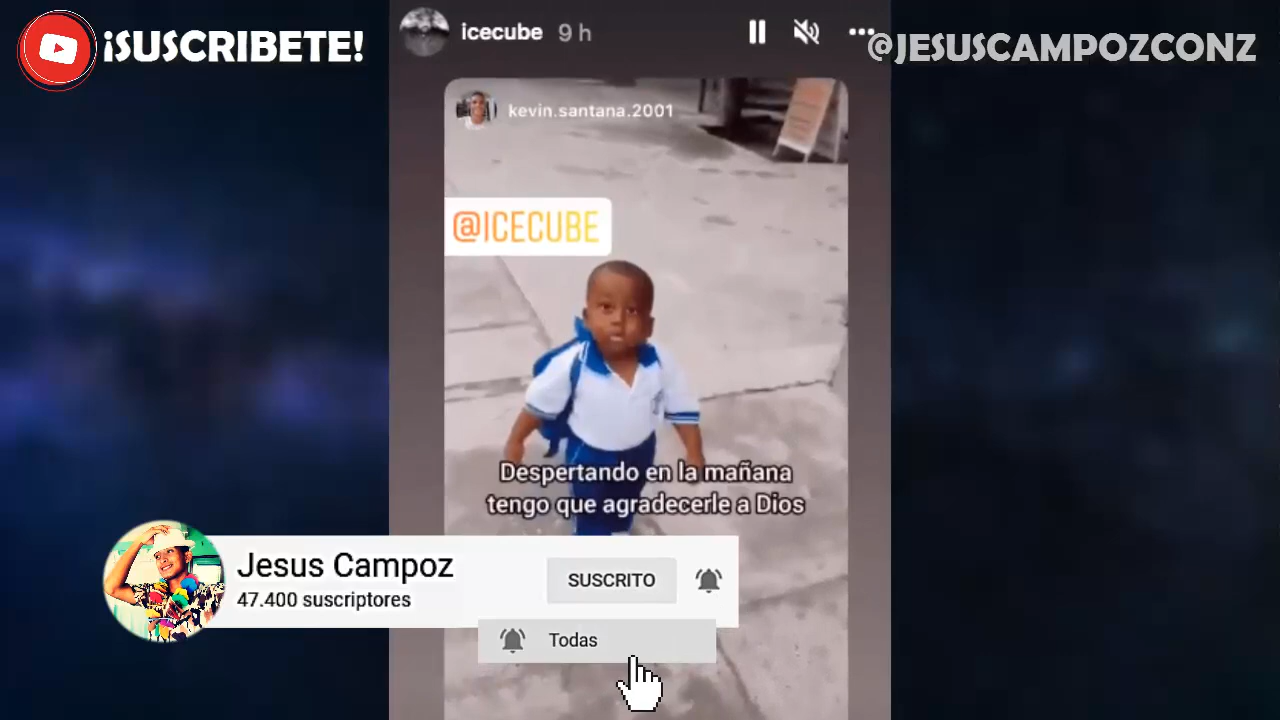 ¡SUSCRIBETE!
icecube 9 h
@JESUSCAMPOZCONZ
kevin.santana.2001
@ICECUBE
Despertando en la mañana
tengo que agradecerle a Dios
Jesus Campoz
47.400 suscriptores
SUSCRITO
Todas